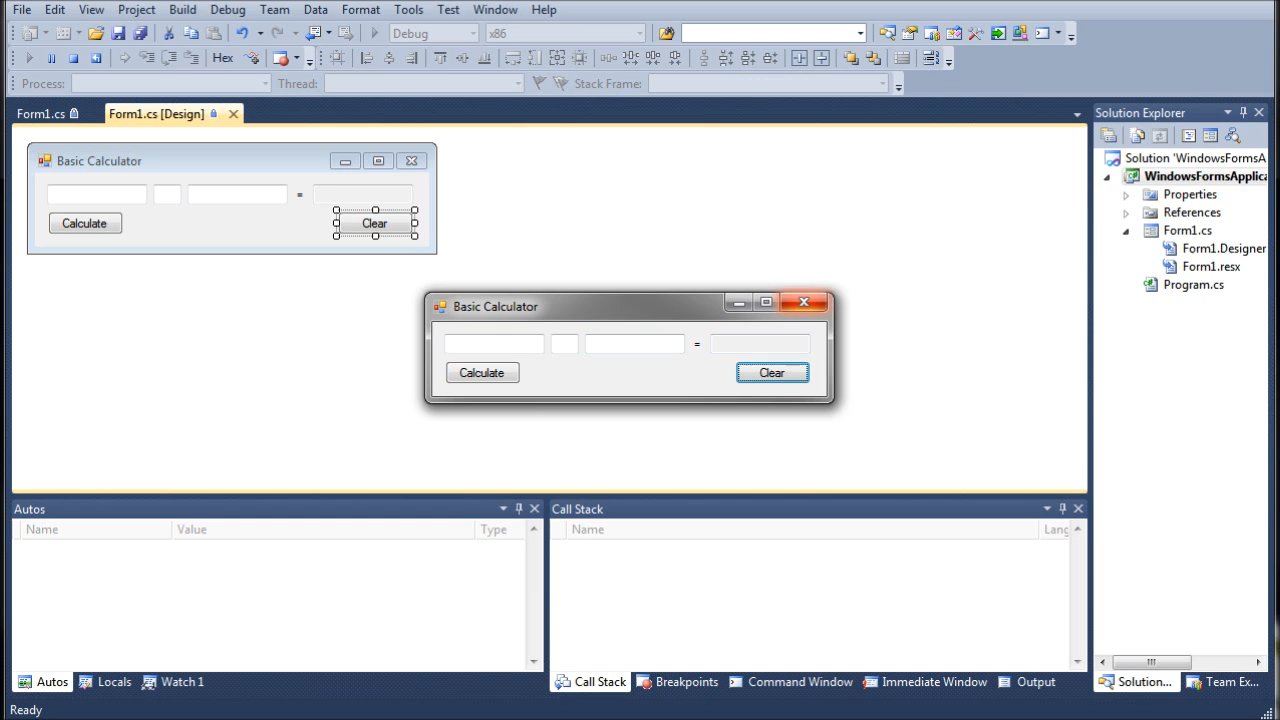 File Edit View Project Build Debug Team Data Format Tools Test Window Help
Debug x86
Hex
Process: Thread: Stack Frame:
Form1.cs Form1.cs [Design]
Solution Explorer
Basic Calculator
=
Calculate Clear
Solution 'WindowsFormsA
WindowsFormsApplica
Properties
References
Form1.cs
Form1.Designer
Form1.resx
Program.cs
Basic Calculator
=
Calculate Clear
Autos
Name Value Type
Call Stack
Name Lang
Autos Locals Watch 1
Call Stack Breakpoints Command Window Immediate Window Output
Solution... Team Ex...
Ready